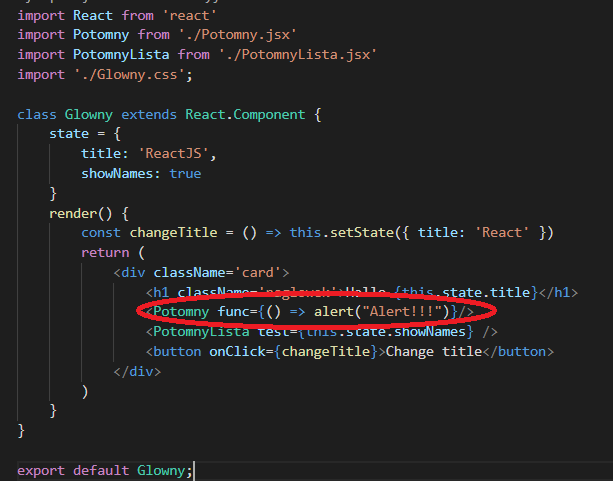 import React from 'react'
import Potomny from './Potomny.jsx'
import PotomnyLista from './PotomnyLista.jsx'
import './Glowny.css';
class Glowny extends React.Component {
state = {
title: 'ReactJS',
showNames: true
}
render() {
const changeTitle = () => this.setState({ title: 'React' })
return (
<div className='card'>
<h1 className='naglowek'>Hello {this.state.title}</h1>
<Potomny func={() => alert("Alert!!!")}/>
<PotomnyLista test={this.state.showNames} />
<button onClick={changeTitle}>Change title</button>
</div>
)
}
}
export default Glowny;